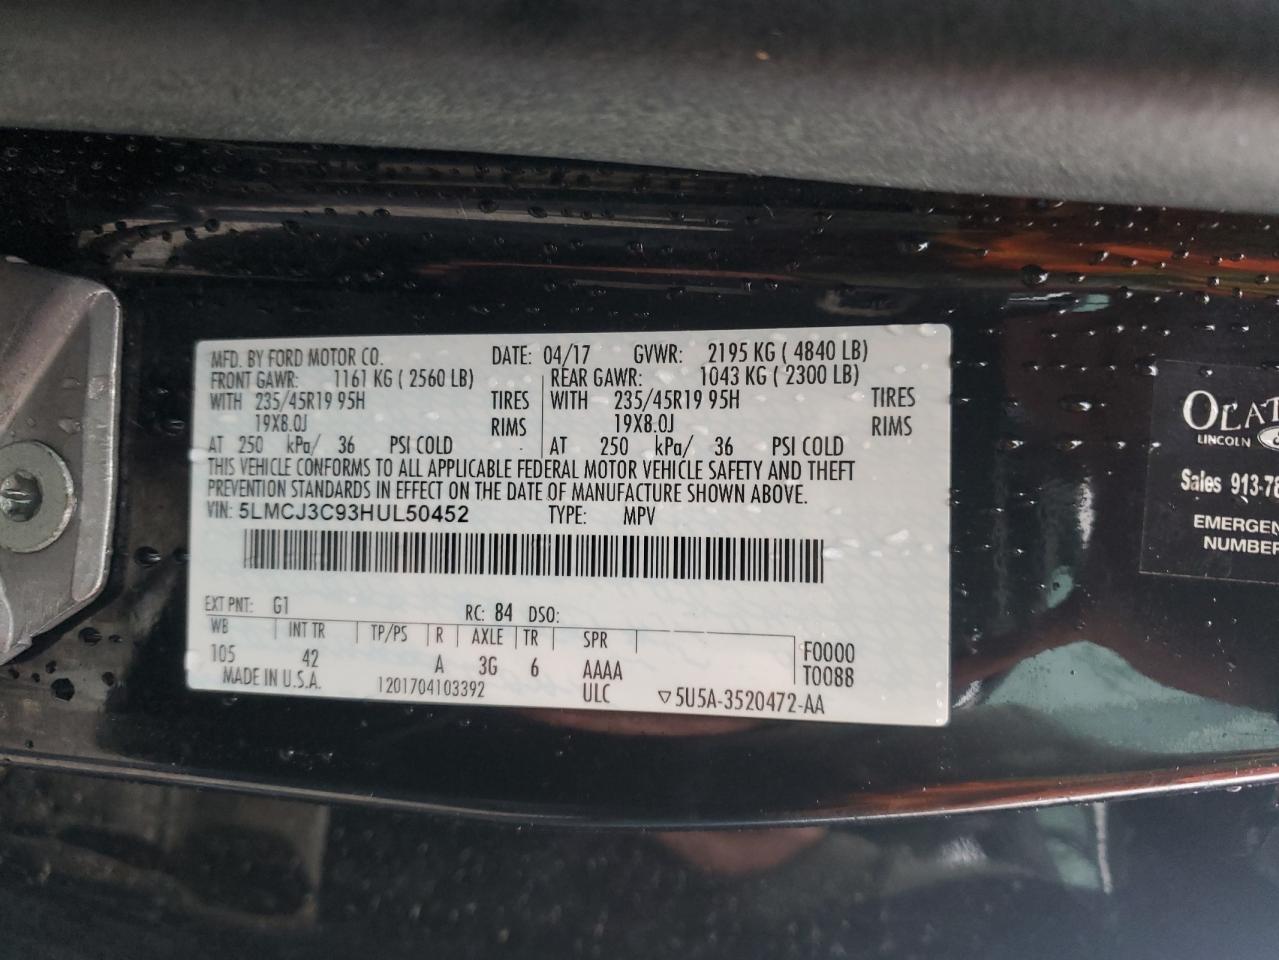 MFD. BY FORD MOTOR CO. DATE: 04/17 GVWR: 2195 KG ( 4840 LB)
FRONT GAWR: 1161 KG ( 2560 LB) REAR GAWR: 1043 KG ( 2300 LB)
WITH 235/45R19 95H TIRES WITH 235/45R19 95H TIRES
19X8.0J RIMS 19X8.0J RIMS
AT 250 kPa/ 36 PSI COLD AT 250 kPa/ 36 PSI COLD
THIS VEHICLE CONFORMS TO ALL APPLICABLE FEDERAL MOTOR VEHICLE SAFETY AND THEFT
PREVENTION STANDARDS IN EFFECT ON THE DATE OF MANUFACTURE SHOWN ABOVE.
VIN: 5LMCJ3C93HUL50452 TYPE: MPV
EXT PNT: G1 RC: 84 DSO:
WB INT TR TP/PS R AXLE TR SPR
105 42 A 3G 6 AAAA F0000
T0088
MADE IN U.S.A. 1201704103392 ULC ▽5U5A-3520472-AA
OLAT
LINCOLN
Sales 913-78
EMERGEN
NUMBER